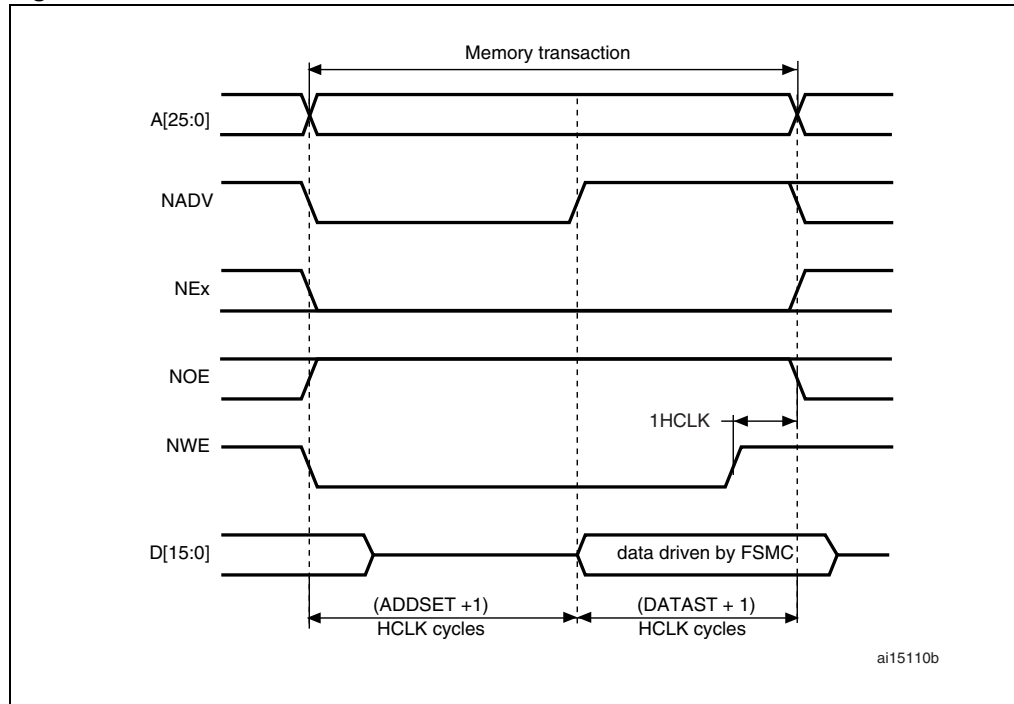 Memory transaction
A[25:0]
NADV
NEx
NOE
1HCLK
NWE
D[15:0]
data driven by FSMC
(ADDSET +1)
HCLK cycles
(DATAST + 1)
HCLK cycles
ai15110b